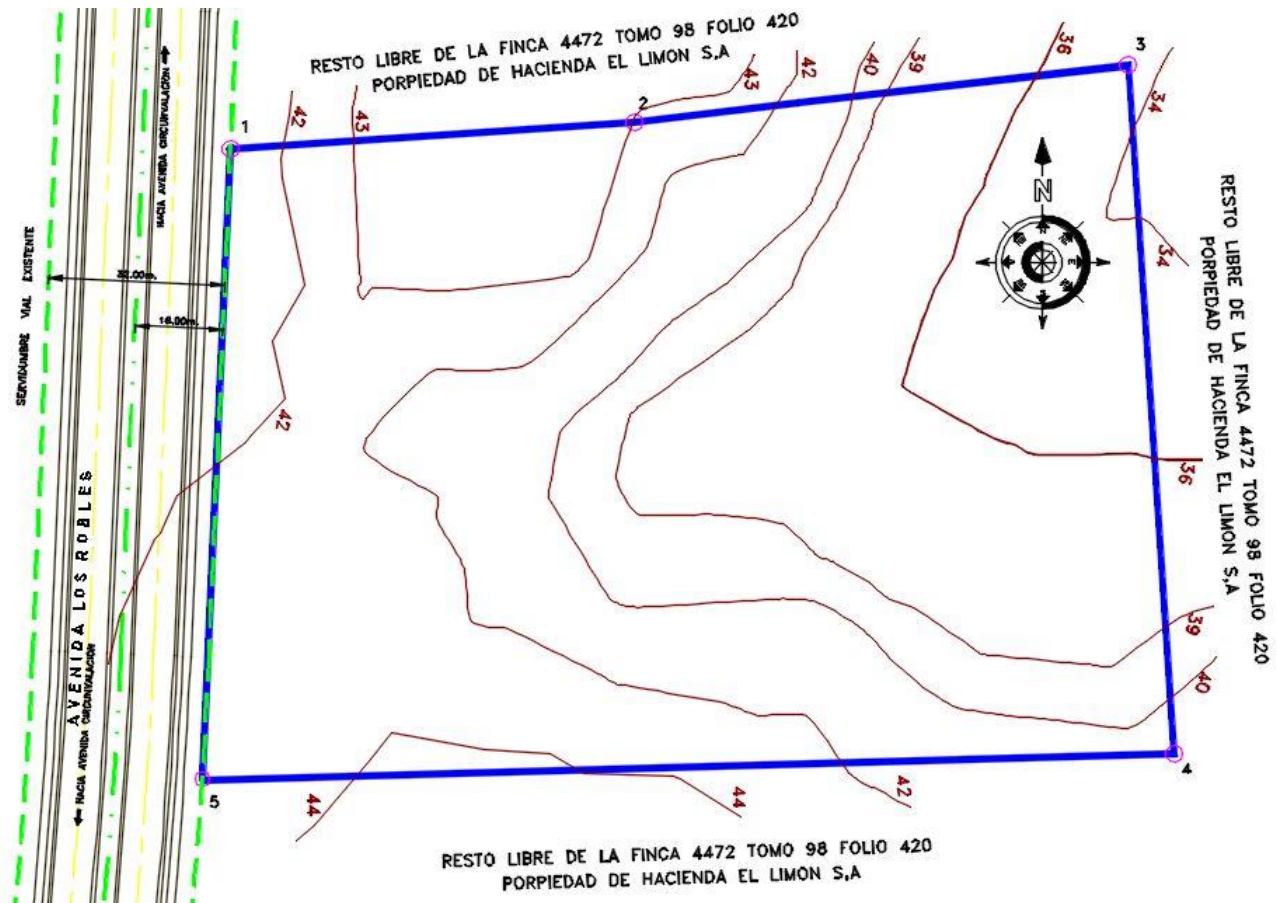 RESTO LIBRE DE LA FINCA 4472 TOMO 98 FOLIO 420
PORPIEDAD DE HACIENDA EL LIMON S,A
HACIA AVENIDA CIRCUNVALACION
1
2
3
42
43
43
42
40
39
36
34
N
E
34
SERVIDUMBRE VIAL EXISTENTE
32.00m.
16.00m.
RESTO LIBRE DE LA FINCA 4472 TOMO 98 FOLIO 420
PORPIEDAD DE HACIENDA EL LIMON S,A
42
36
AVENIDA LOS ROBLES
HACIA AVENIDA CIRCUNVALACION
39
40
4
5
44
44
42
RESTO LIBRE DE LA FINCA 4472 TOMO 98 FOLIO 420
PORPIEDAD DE HACIENDA EL LIMON S,A